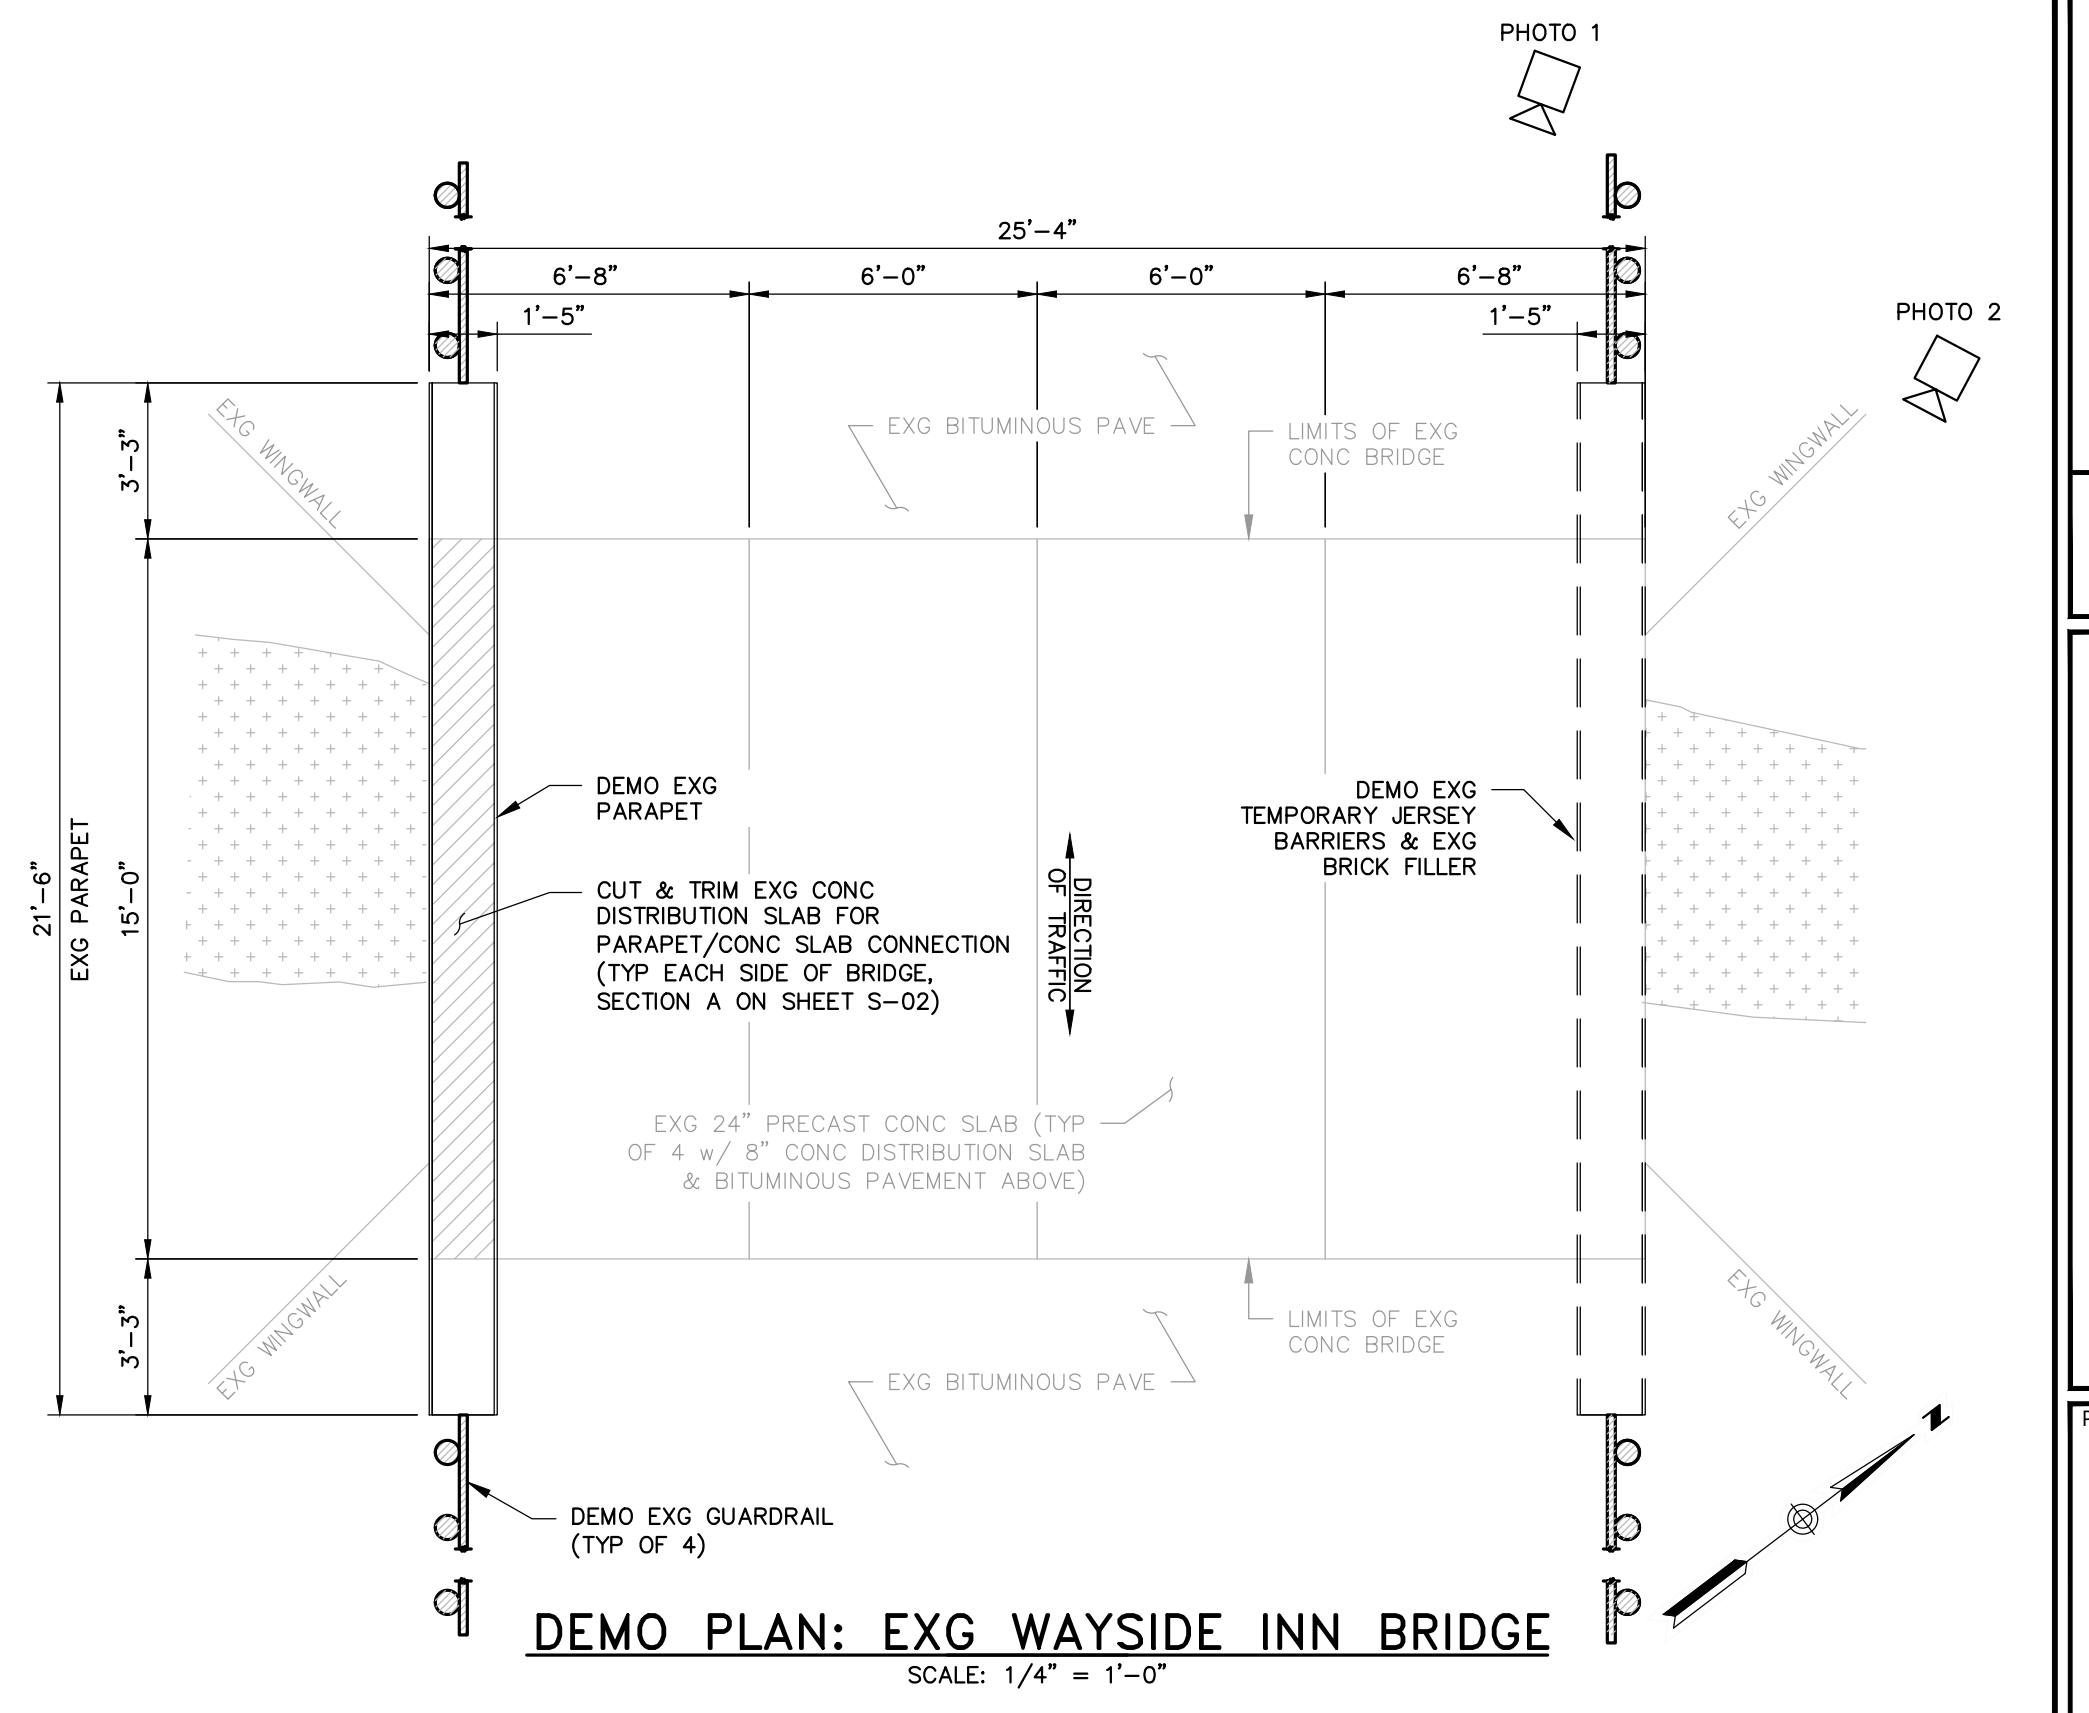 PHOTO 1
25'-4"
6'-8"
6'-0"
6'-0"
6'-8"
1'-5"
1'-5"
PHOTO 2
EXG WINGWALL
3'-3"
EXG BITUMINOUS PAVE
LIMITS OF EXG
CONC BRIDGE
EXG WINGWALL
21'-6"
EXG PARAPET
15'-0"
DEMO EXG
PARAPET
CUT & TRIM EXG CONC
DISTRIBUTION SLAB FOR
PARAPET/CONC SLAB CONNECTION
(TYP EACH SIDE OF BRIDGE,
SECTION A ON SHEET S-02)
DIRECTION
OF TRAFFIC
DEMO EXG
TEMPORARY JERSEY
BARRIERS & EXG
BRICK FILLER
EXG 24" PRECAST CONC SLAB (TYP
OF 4 w/ 8" CONC DISTRIBUTION SLAB
& BITUMINOUS PAVEMENT ABOVE)
3'-3"
EXG WINGWALL
EXG BITUMINOUS PAVE
LIMITS OF EXG
CONC BRIDGE
EXG WINGWALL
N
DEMO EXG GUARDRAIL
(TYP OF 4)
DEMO PLAN: EXG WAYSIDE INN BRIDGE
SCALE: 1/4" = 1'-0"